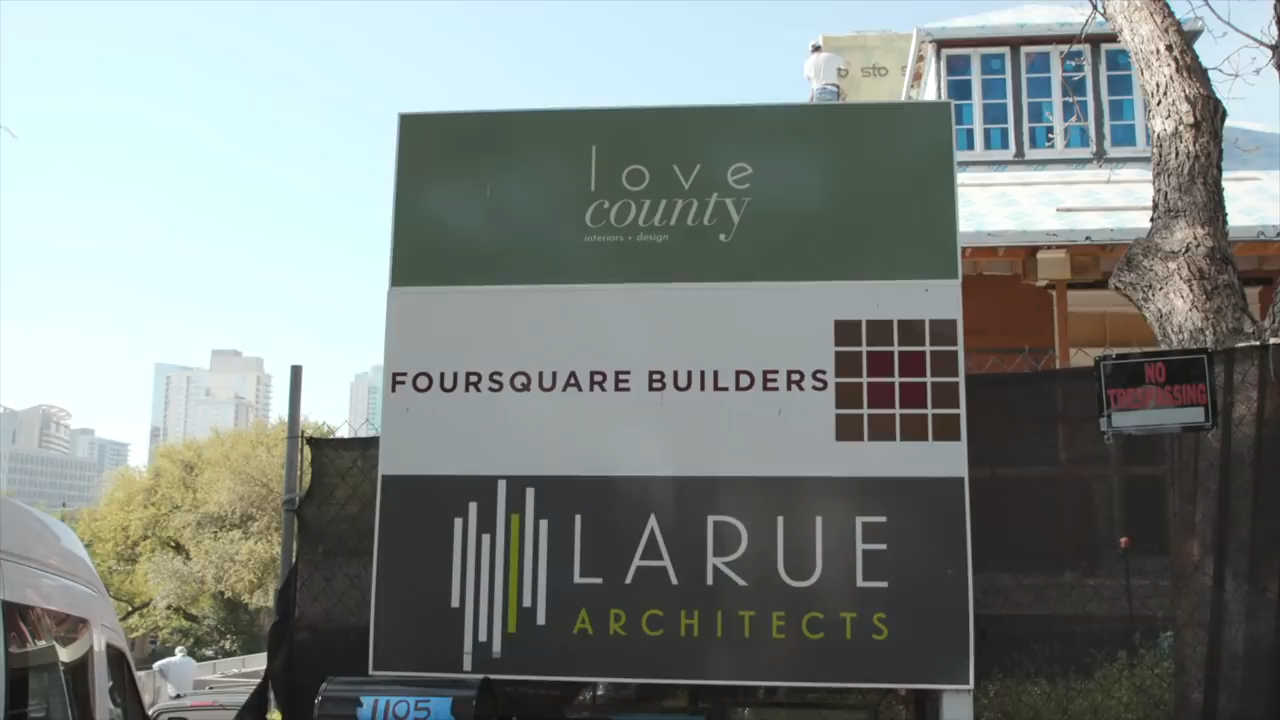 sto
love
county
interiors + design
FOURSQUARE BUILDERS
NO
TRESPASSING
LARUE
ARCHITECTS
1105